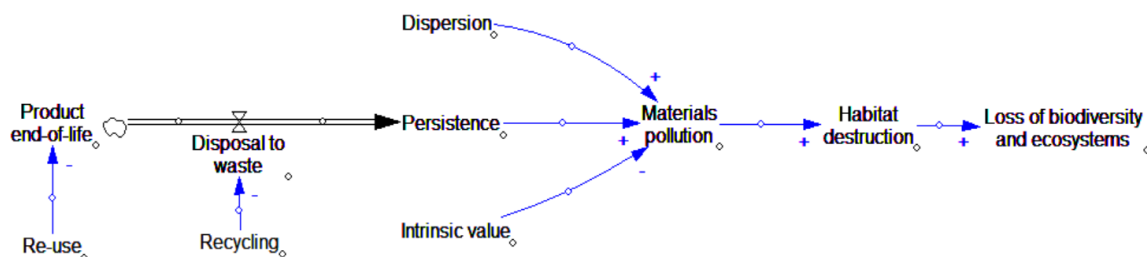 Dispersion
+
Product
end-of-life
Disposal to
waste
Persistence
+
Materials
pollution
+
Habitat
destruction
+
Loss of biodiversity
and ecosystems
-
-
-
Re-use
Recycling
Intrinsic value